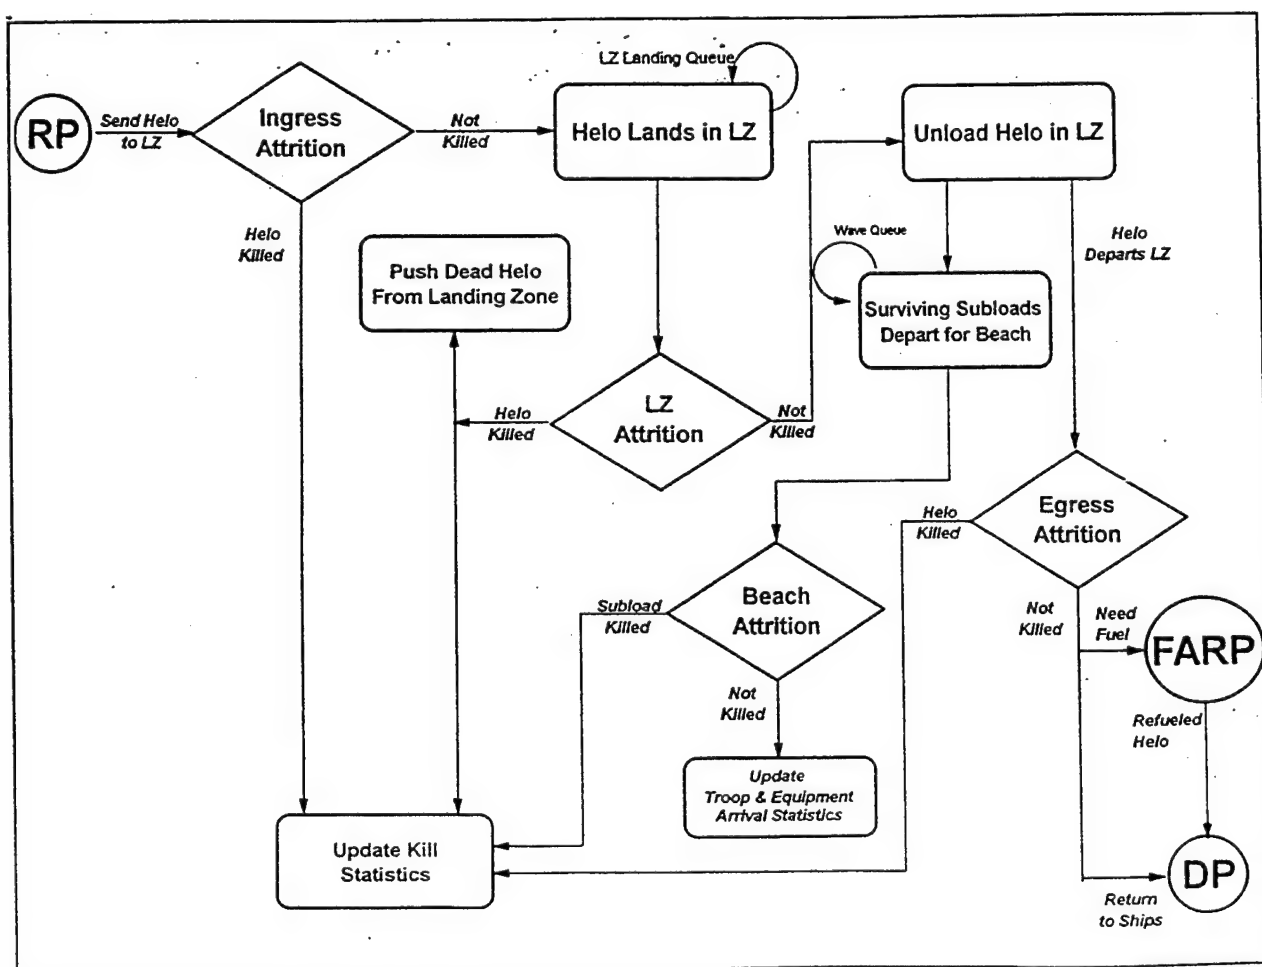 LZ Landing Queue
RP
Send Helo
to LZ
Ingress
Attrition
Not
Killed
Helo Lands in LZ
Unload Helo in LZ
Helo
Killed
Push Dead Helo
From Landing Zone
Wave Queue
Helo
Departs LZ
Surviving Subloads
Depart for Beach
Helo
Killed
LZ
Attrition
Not
Killed
Helo
Killed
Egress
Attrition
Subload
Killed
Beach
Attrition
Not
Killed
Need
Fuel
FARP
Not
Killed
Refueled
Helo
Update
Troop & Equipment
Arrival Statistics
Update Kill
Statistics
DP
Return
to Ships